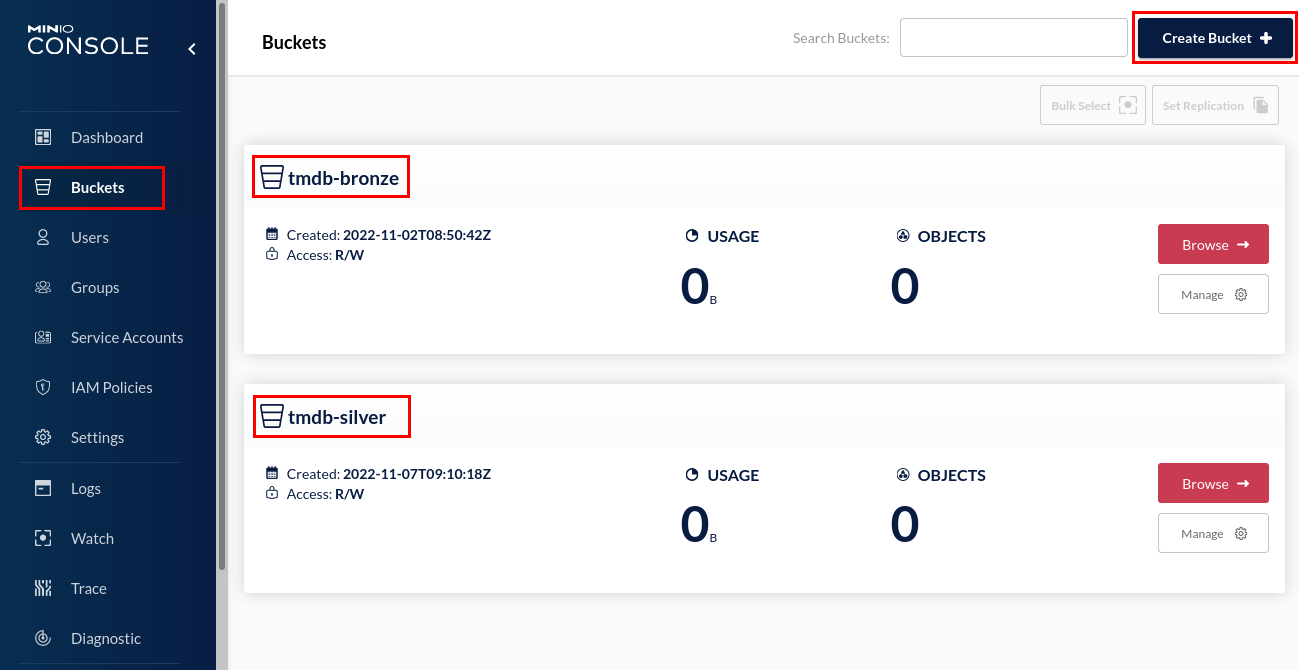 MINIO
CONSOLE
Dashboard
Buckets
Users
Groups
Service Accounts
IAM Policies
Settings
Logs
Watch
Trace
Diagnostic
Buckets
Search Buckets:
Create Bucket
Bulk Select
Set Replication
tmdb-bronze
Created: 2022-11-02T08:50:42Z
Access: R/W
USAGE
0 B
OBJECTS
0
Browse
Manage
tmdb-silver
Created: 2022-11-07T09:10:18Z
Access: R/W
USAGE
0 B
OBJECTS
0
Browse
Manage